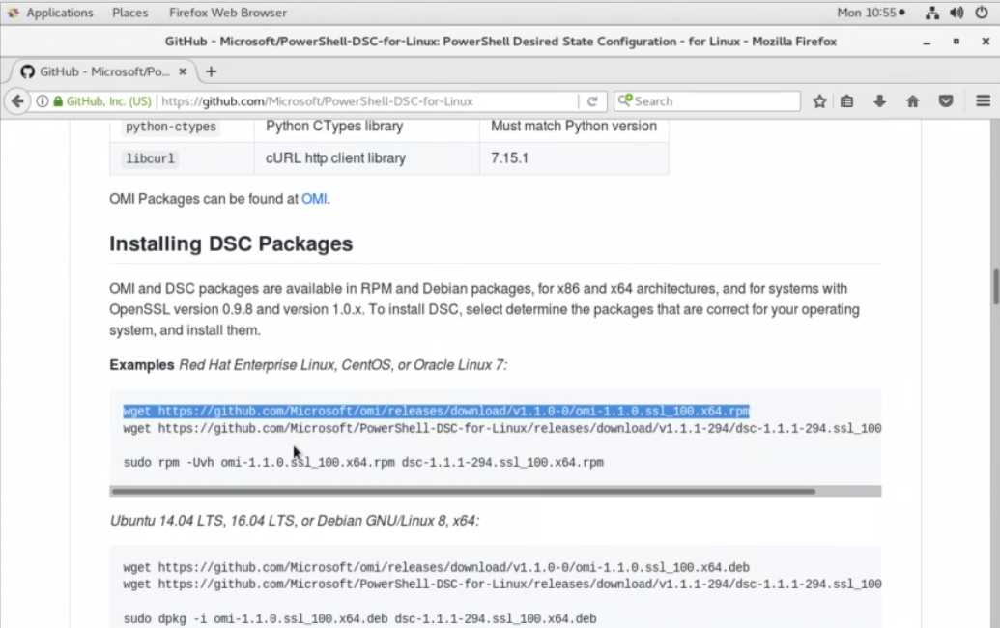 Applications Places Firefox Web Browser Mon 10:55
GitHub - Microsoft/PowerShell-DSC-for-Linux: PowerShell Desired State Configuration - for Linux - Mozilla Firefox
GitHub - Microsoft/Po...
GitHub, Inc. (US) https://github.com/Microsoft/PowerShell-DSC-for-Linux Search
python-ctypes Python CTypes library Must match Python version
libcurl cURL http client library 7.15.1
OMI Packages can be found at OMI.
Installing DSC Packages
OMI and DSC packages are available in RPM and Debian packages, for x86 and x64 architectures, and for systems with
OpenSSL version 0.9.8 and version 1.0.x. To install DSC, select determine the packages that are correct for your operating
system, and install them.
Examples Red Hat Enterprise Linux, CentOS, or Oracle Linux 7:
wget https://github.com/Microsoft/omi/releases/download/v1.1.0-0/omi-1.1.0.ssl_100.x64.rpm
wget https://github.com/Microsoft/PowerShell-DSC-for-Linux/releases/download/v1.1.1-294/dsc-1.1.1-294.ssl_100
sudo rpm -Uvh omi-1.1.0.ssl_100.x64.rpm dsc-1.1.1-294.ssl_100.x64.rpm
Ubuntu 14.04 LTS, 16.04 LTS, or Debian GNU/Linux 8, x64:
wget https://github.com/Microsoft/omi/releases/download/v1.1.0-0/omi-1.1.0.ssl_100.x64.deb
wget https://github.com/Microsoft/PowerShell-DSC-for-Linux/releases/download/v1.1.1-294/dsc-1.1.1-294.ssl_100
sudo dpkg -i omi-1.1.0.ssl_100.x64.deb dsc-1.1.1-294.ssl_100.x64.deb